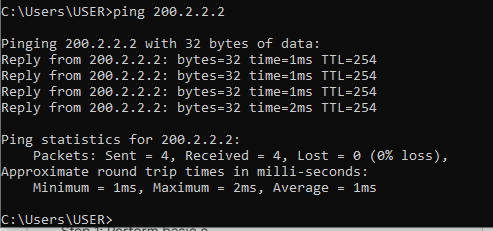 C:\Users\USER>ping 200.2.2.2
Pinging 200.2.2.2 with 32 bytes of data:
Reply from 200.2.2.2: bytes=32 time=1ms TTL=254
Reply from 200.2.2.2: bytes=32 time=1ms TTL=254
Reply from 200.2.2.2: bytes=32 time=1ms TTL=254
Reply from 200.2.2.2: bytes=32 time=2ms TTL=254
Ping statistics for 200.2.2.2:
Packets: Sent = 4, Received = 4, Lost = 0 (0% loss),
Approximate round trip times in milli-seconds:
Minimum = 1ms, Maximum = 2ms, Average = 1ms
C:\Users\USER>
Step 1: Perform basic